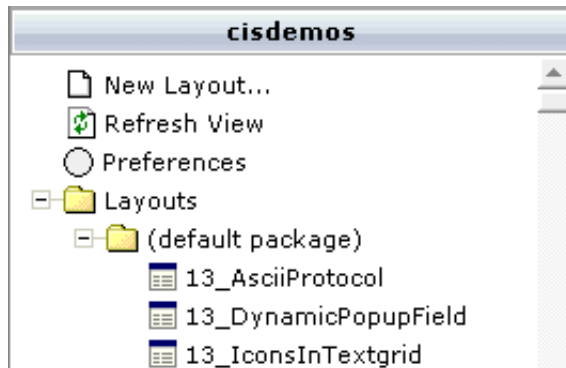 cisdemos
New Layout...
Refresh View
Preferences
Layouts
(default package)
13_AsciiProtocol
13_DynamicPopupField
13_IconsInTextgrid